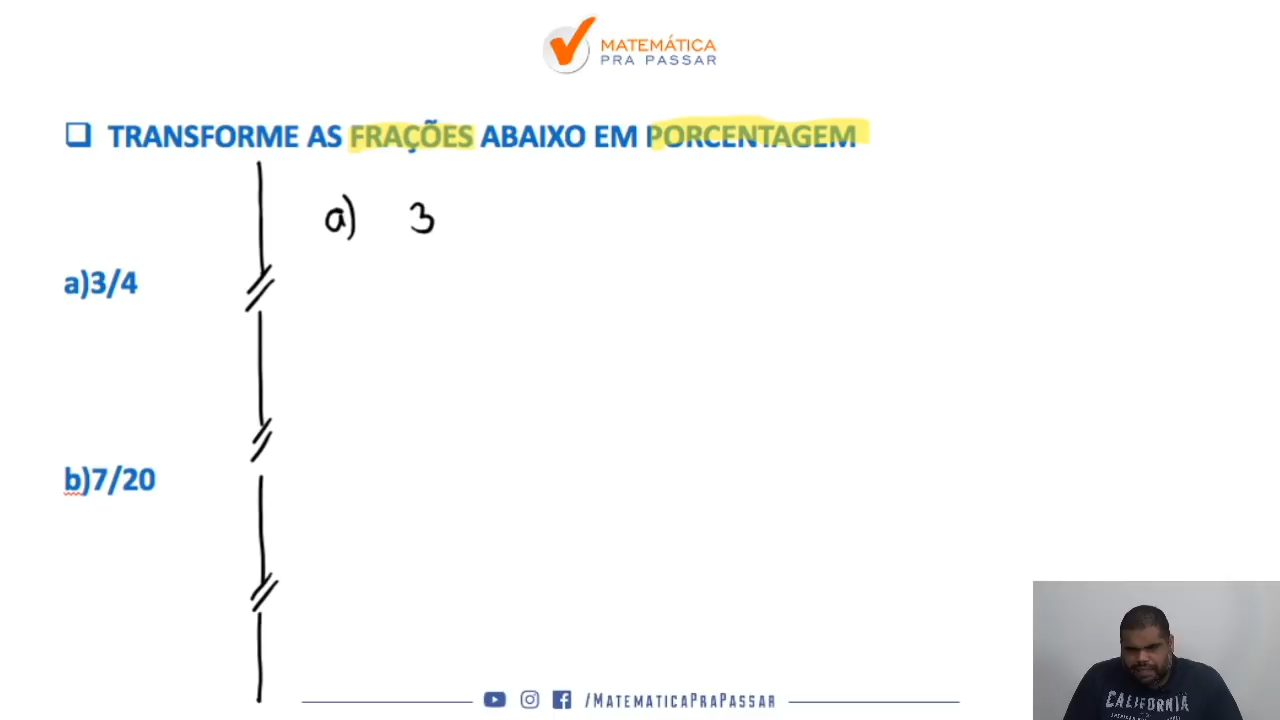 MATEMÁTICA
PRA PASSAR
TRANSFORME AS FRAÇÕES ABAIXO EM PORCENTAGEM
a) 3
a)3/4
b)7/20
/MATEMATICAPRAPASSAR
CALIFORNIA